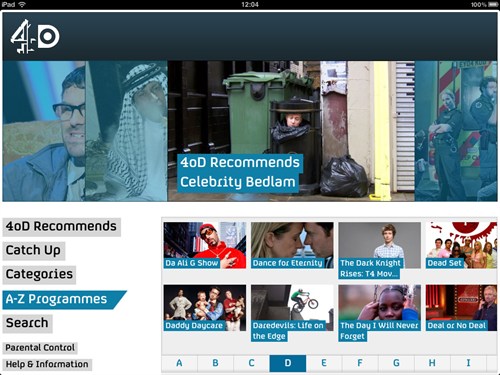 iPad
12:04
100%
4oD
4oD Recommends
Celebrity Bedlam
4oD Recommends
Catch Up
Categories
A-Z Programmes
Search
Parental Control
Help & Information
Da Ali G Show
Dance for Eternity
The Dark Knight
Rises: T4 Mov...
Dead Set
Daddy Daycare
Daredevils: Life on
the Edge
The Day I Will Never
Forget
Deal or No Deal
A B C D E F G H I